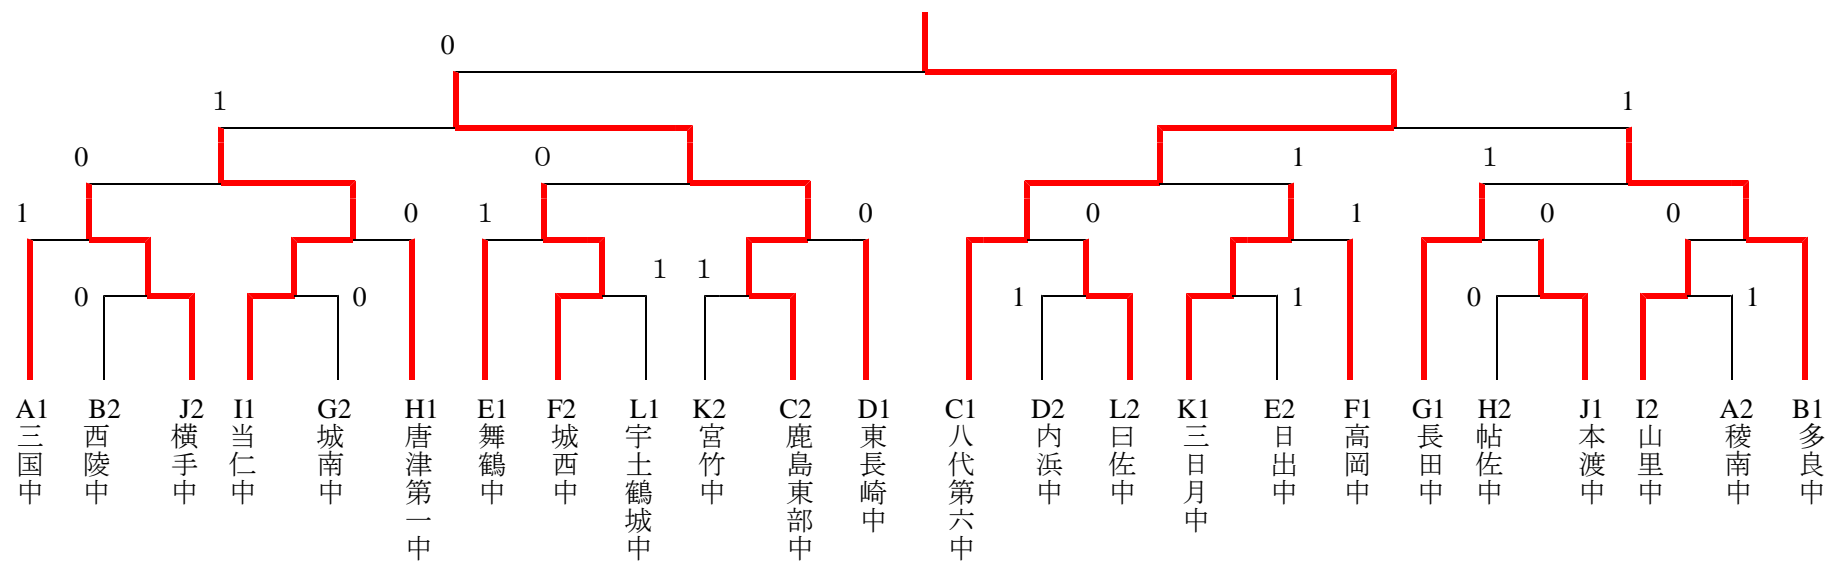 0
1
1
0
0
1
1
1
0
1
0
0
1
0
0
1
1
0
0
1
1
0
1
A1
三国中
B2
西陵中
J2
横手中
I1
当仁中
G2
城南中
H1
唐津第一中
E1
舞鶴中
F2
城西中
L1
宇土鶴城中
K2
宮竹中
C2
鹿島東部中
D1
東長崎中
C1
八代第六中
D2
内浜中
L2
曰佐中
K1
三日月中
E2
日出中
F1
高岡中
G1
長田中
H2
帖佐中
J1
本渡中
I2
山里中
A2
稜南中
B1
多良中